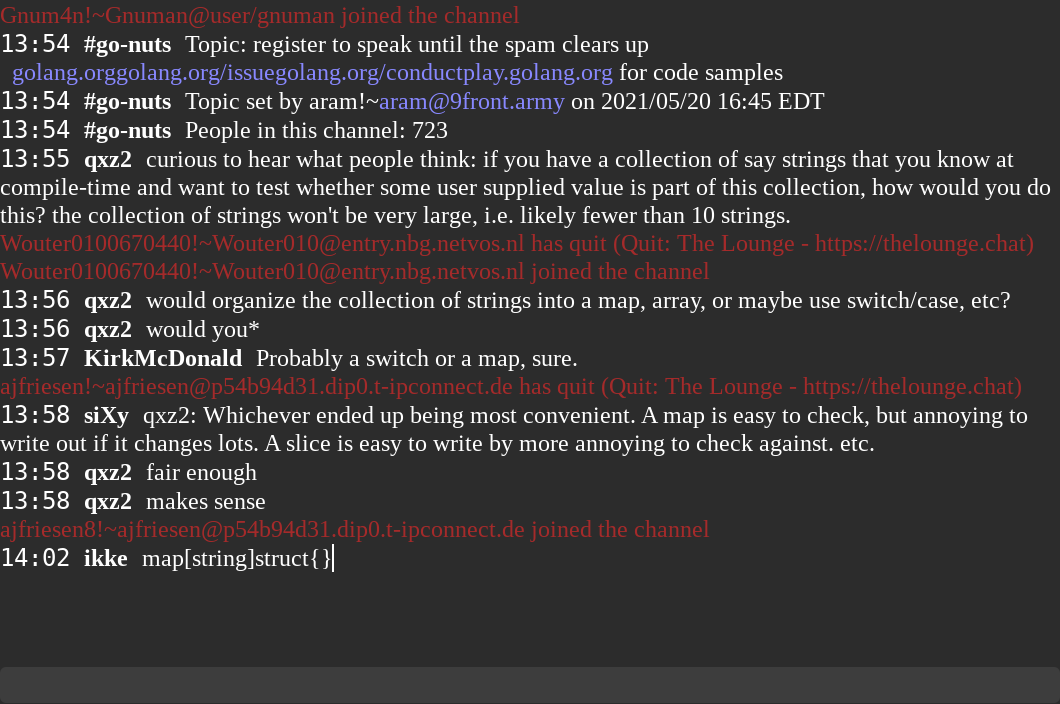 Gnum4n!~Gnuman@user/gnuman joined the channel
13:54 #go-nuts Topic: register to speak until the spam clears up
golang.orggolang.org/issuegolang.org/conductplay.golang.org for code samples
13:54 #go-nuts Topic set by aram!~aram@9front.army on 2021/05/20 16:45 EDT
13:54 #go-nuts People in this channel: 723
13:55 qxz2 curious to hear what people think: if you have a collection of say strings that you know at
compile-time and want to test whether some user supplied value is part of this collection, how would you do
this? the collection of strings won't be very large, i.e. likely fewer than 10 strings.
Wouter0100670440!~Wouter010@entry.nbg.netvos.nl has quit (Quit: The Lounge - https://thelounge.chat)
Wouter0100670440!~Wouter010@entry.nbg.netvos.nl joined the channel
13:56 qxz2 would organize the collection of strings into a map, array, or maybe use switch/case, etc?
13:56 qxz2 would you*
13:57 KirkMcDonald Probably a switch or a map, sure.
ajfriesen!~ajfriesen@p54b94d31.dip0.t-ipconnect.de has quit (Quit: The Lounge - https://thelounge.chat)
13:58 siXy qxz2: Whichever ended up being most convenient. A map is easy to check, but annoying to
write out if it changes lots. A slice is easy to write by more annoying to check against. etc.
13:58 qxz2 fair enough
13:58 qxz2 makes sense
ajfriesen8!~ajfriesen@p54b94d31.dip0.t-ipconnect.de joined the channel
14:02 ikke map[string]struct{}